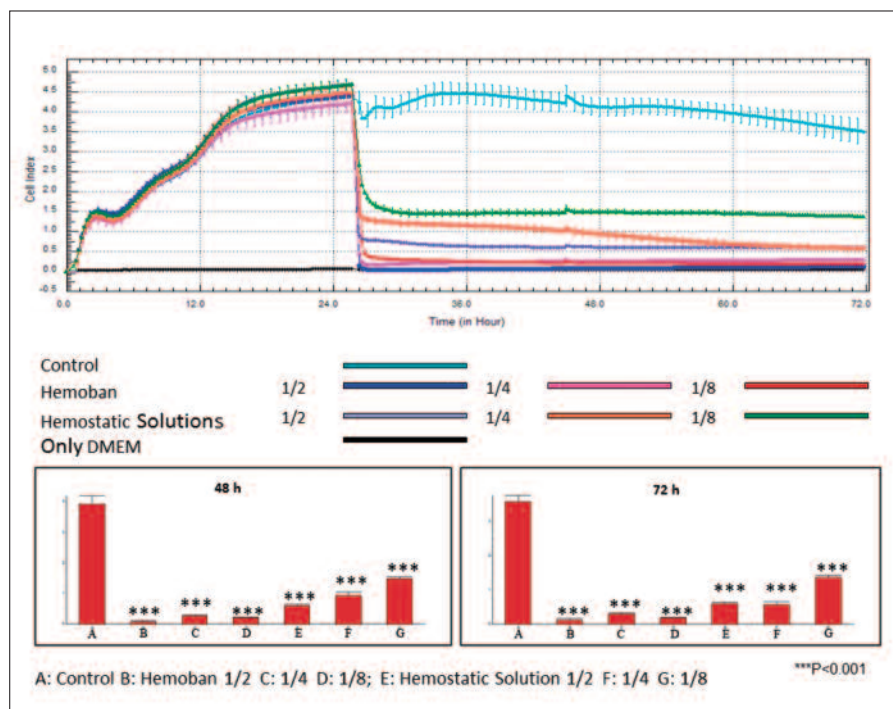 5.0
4.5
4.0
3.5
3.0
2.5
2.0
1.5
1.0
0.5
0.0
-0.5
Cell Index
0.0 12.0 24.0 36.0 48.0 60.0 72.0
Time (in Hour)
Control
Hemoban 1/2 1/4 1/8
Hemostatic Solutions 1/2 1/4 1/8
Only DMEM
48 h
*** *** *** *** *** ***
A B C D E F G
72 h
*** *** *** *** *** ***
A B C D E F G
***P<0.001
A: Control B: Hemoban 1/2 C: 1/4 D: 1/8; E: Hemostatic Solution 1/2 F: 1/4 G: 1/8